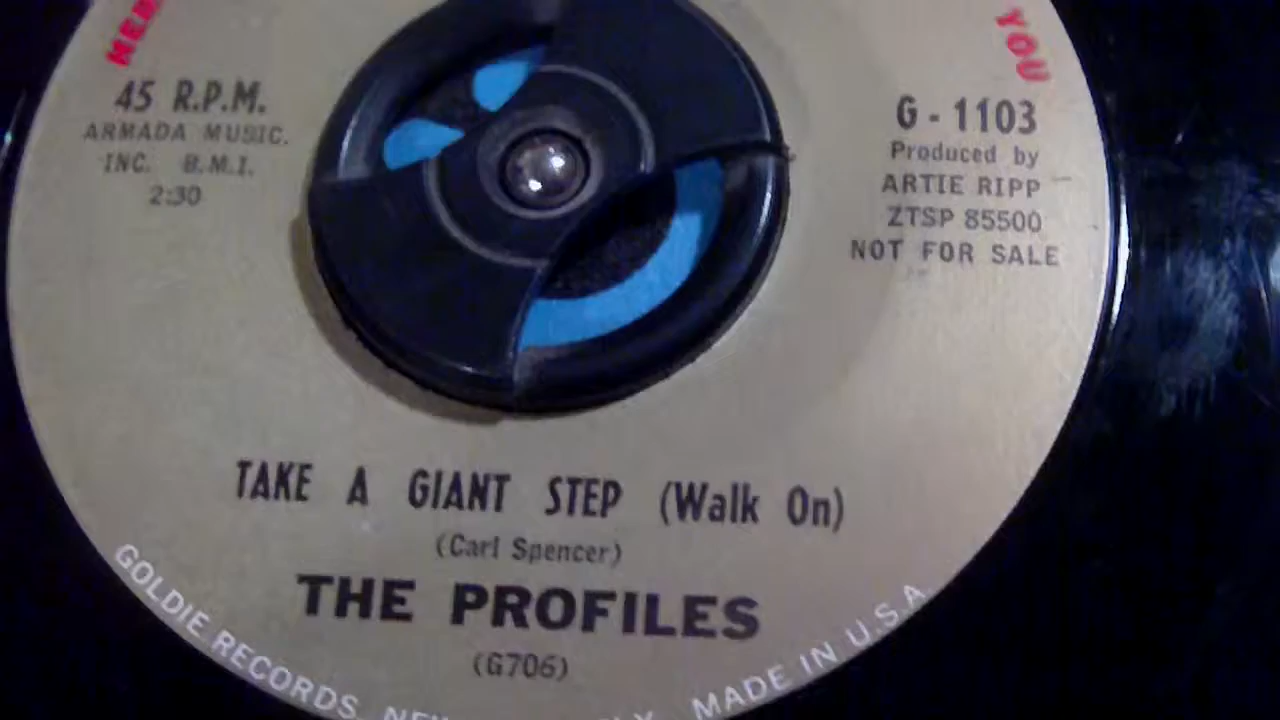 YOU
45 R.P.M.
ARMADA MUSIC.
INC. B.M.I.
2:30
G - 1103
Produced by
ARTIE RIPP
ZTSP 85500
NOT FOR SALE
TAKE A GIANT STEP (Walk On)
(Carl Spencer)
THE PROFILES
(G706)
GOLDIE RECORDS, MADE IN U.S.A.